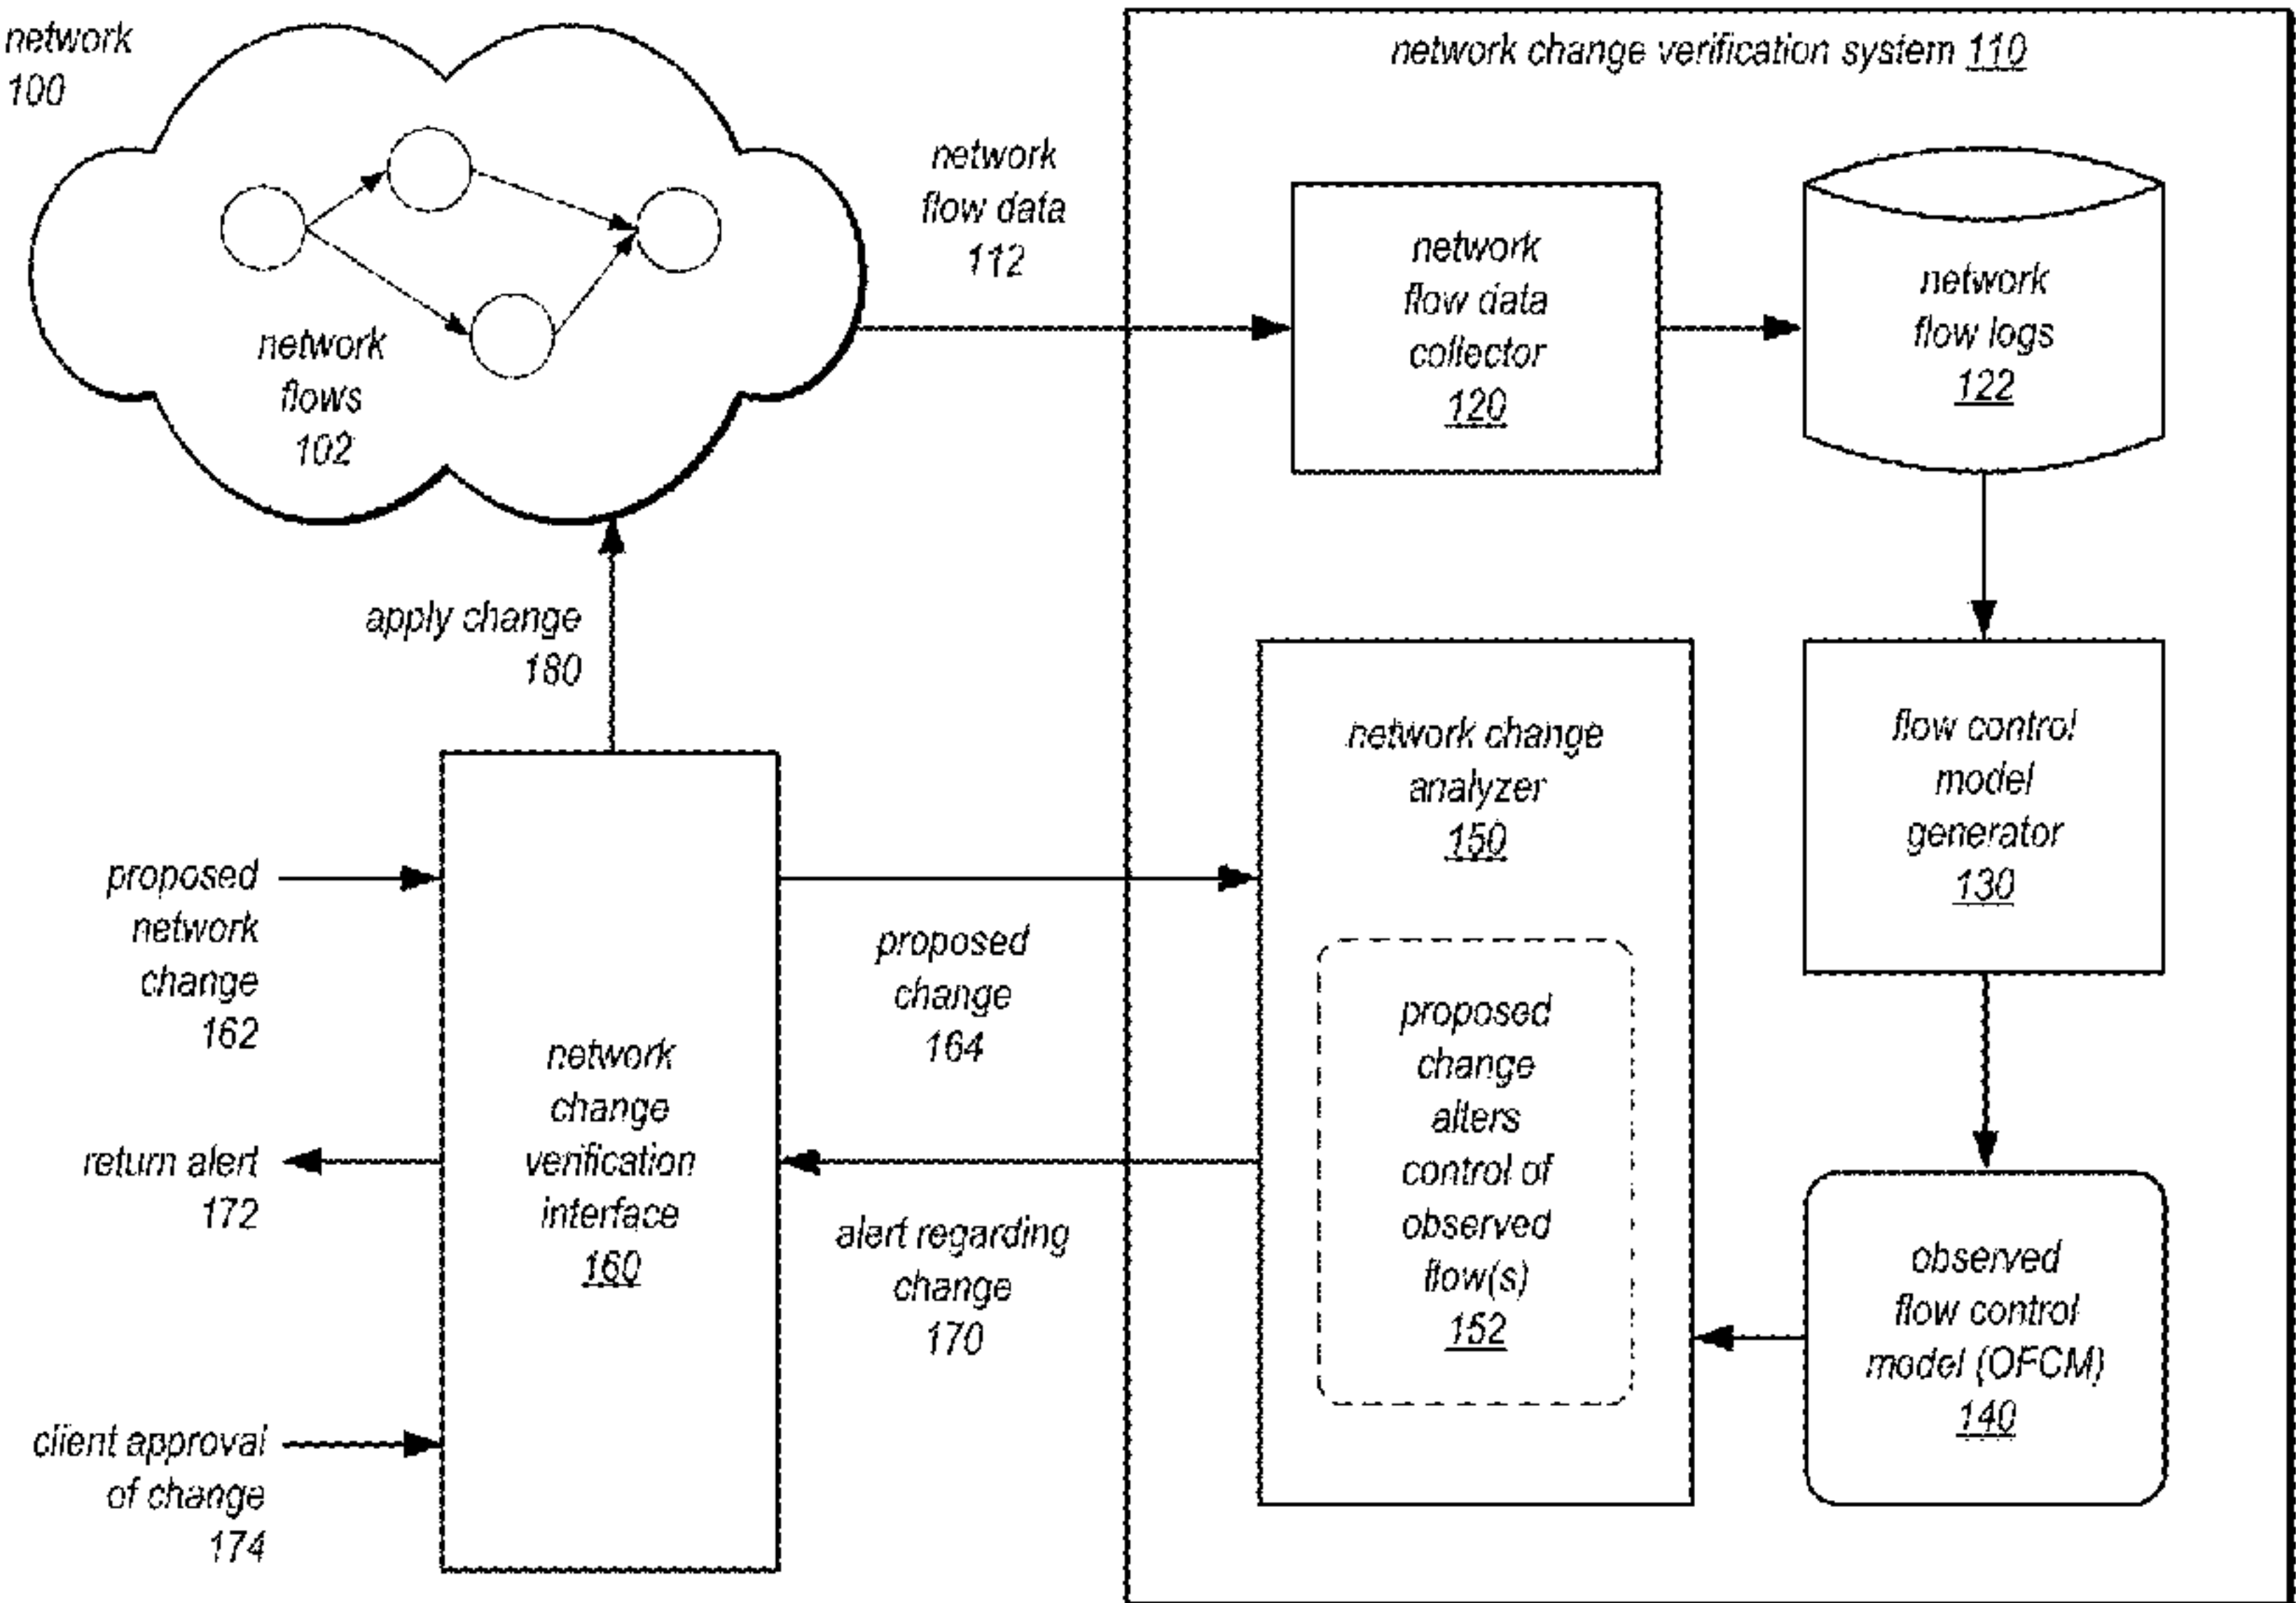 network
100
network
flows
102
network
flow data
112
network change verification system 110
network
flow data
collector
120
network
flow logs
122
apply change
180
flow control
model
generator
130
network change
analyzer
150
proposed
network
change
162
proposed
change
164
proposed
change
alters
control of
observed
flow(s)
152
network
change
verification
interface
160
return alert
172
alert regarding
change
170
observed
flow control
model (OFCM)
140
client approval
of change
174